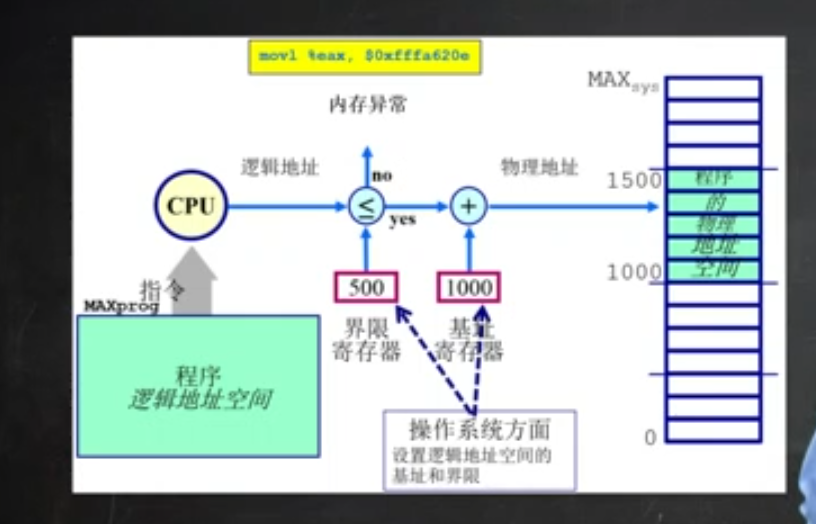 movl %eax, $0xfffa620e
内存异常
MAXsys
逻辑地址
no
物理地址
1500
程序
的
物理
地址
空间
CPU
≤
yes
+
1000
指令
500
1000
MAXprog
界限
寄存器
基址
寄存器
程序
逻辑地址空间
操作系统方面
设置逻辑地址空间的
基址和界限
0